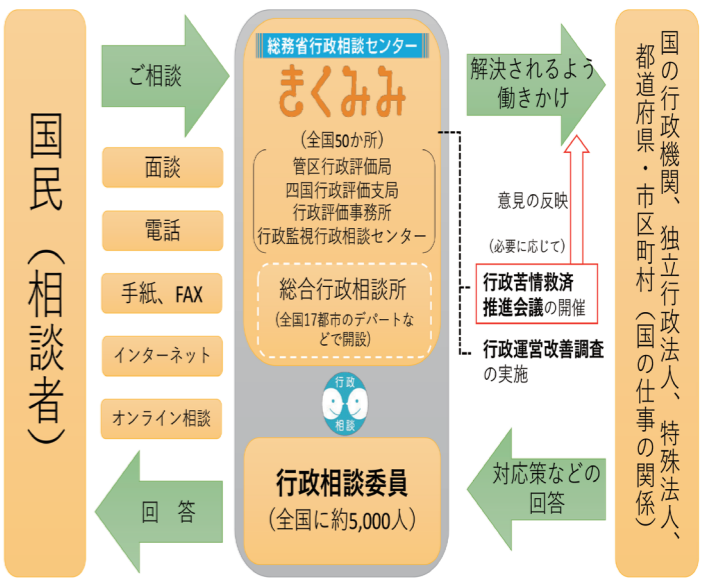 国民（相談者）
ご相談
面談
電話
手紙、FAX
インターネット
オンライン相談
回　答
総務省行政相談センター
きくみみ
(全国50か所)
管区行政評価局
四国行政評価支局
行政評価事務所
行政監視行政相談センター
総合行政相談所
(全国17都市のデパートな
どで開設)
行政
相談
行政相談委員
（全国に約5,000人）
解決されるよう
働きかけ
意見の反映
(必要に応じて)
行政苦情救済
推進会議の開催
行政運営改善調査
の実施
対応策などの
回答
国の行政機関、独立行政法人、特殊法人、
都道府県・市区町村（国の仕事の関係）